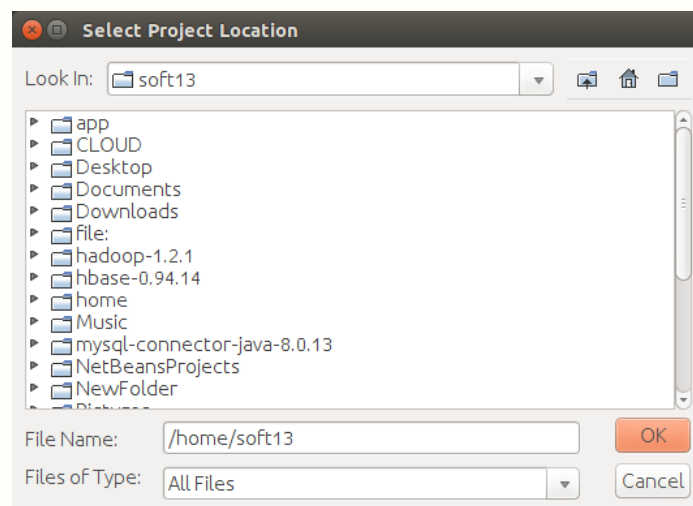 Select Project Location
Look In: soft13
app
CLOUD
Desktop
Documents
Downloads
file:
hadoop-1.2.1
hbase-0.94.14
home
Music
mysql-connector-java-8.0.13
NetBeansProjects
NewFolder
File Name: /home/soft13 OK
Files of Type: All Files Cancel